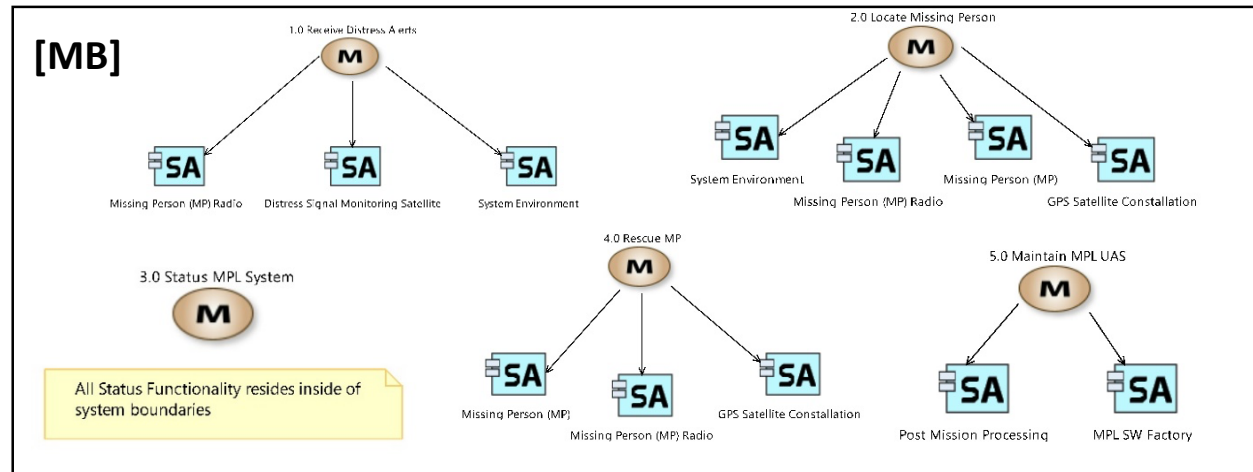 [MB]
1.0 Receive Distress Alerts
M
SA
SA
SA
Missing Person (MP) Radio
Distress Signal Monitoring Satellite
System Environment
2.0 Locate Missing Person
M
SA
SA
SA
SA
System Environment
Missing Person (MP) Radio
Missing Person (MP)
GPS Satellite Constallation
3.0 Status MPL System
M
All Status Functionality resides inside of
system boundaries
4.0 Rescue MP
M
SA
SA
SA
Missing Person (MP)
Missing Person (MP) Radio
GPS Satellite Constallation
5.0 Maintain MPL UAS
M
SA
SA
Post Mission Processing
MPL SW Factory